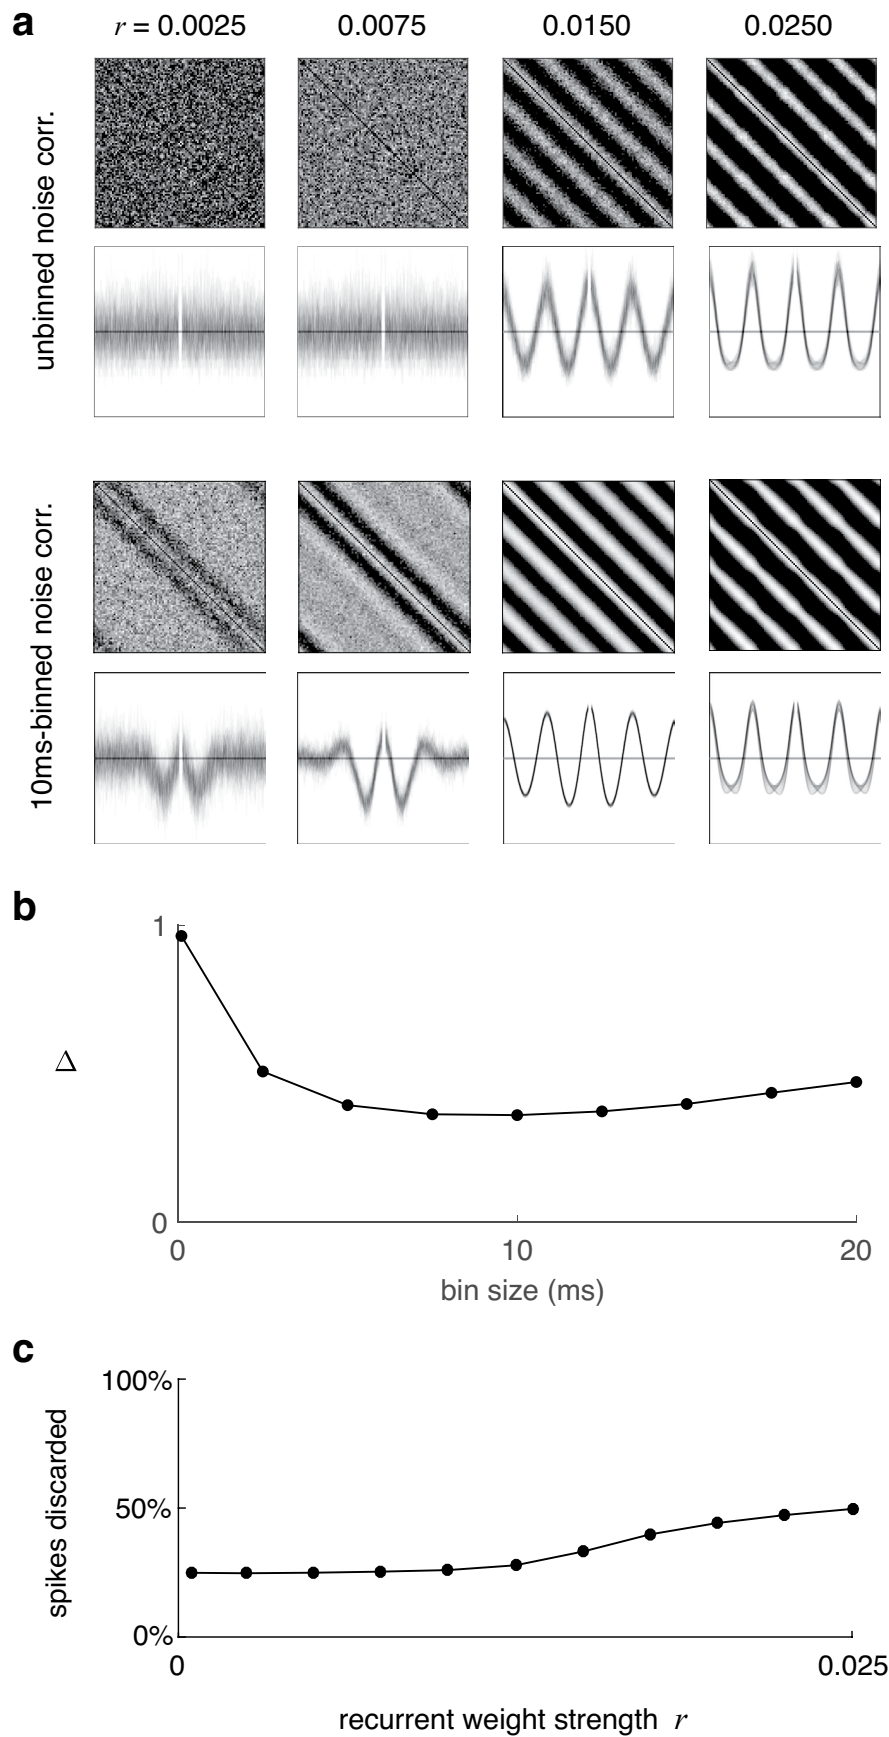 a
r = 0.0025 0.0075 0.0150 0.0250
unbinned noise corr.
10ms-binned noise corr.
b
1
Δ
0
0 10 20
bin size (ms)
c
100%
50%
spikes discarded
0%
0 0.025
recurrent weight strength r